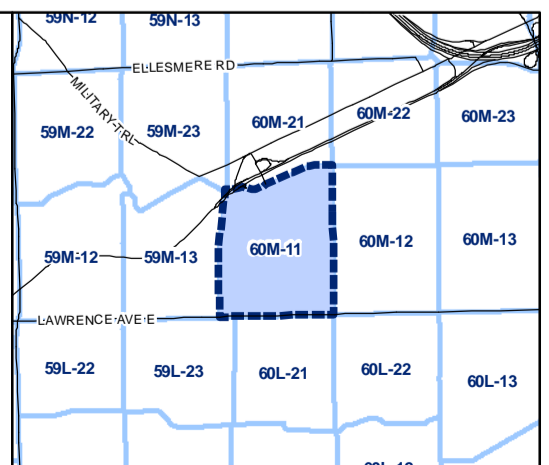 59N-12 59N-13
ELLESMERE RD
MILITARY TRL
59M-22 59M-23 60M-21 60M-22 60M-23
59M-12 59M-13 60M-11 60M-12 60M-13
LAWRENCE AVE E
59L-22 59L-23 60L-21 60L-22 60L-13